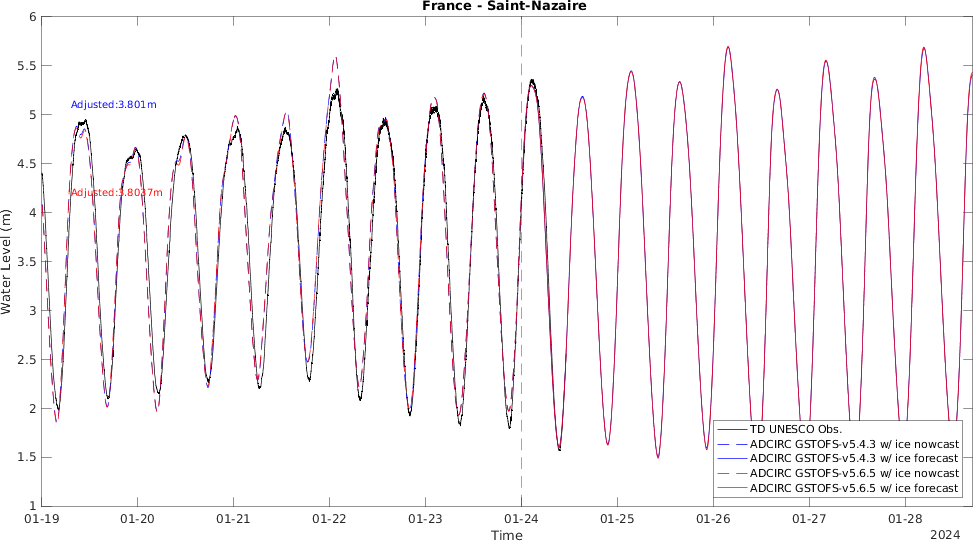 France - Saint-Nazaire
6
5.5
5
4.5
4
3.5
3
2.5
2
1.5
1
Water Level (m)
Adjusted:3.801m
Adjusted:3.8037m
TD UNESCO Obs.
ADCIRC GSTOFS-v5.4.3 w/ ice nowcast
ADCIRC GSTOFS-v5.4.3 w/ ice forecast
ADCIRC GSTOFS-v5.6.5 w/ ice nowcast
ADCIRC GSTOFS-v5.6.5 w/ ice forecast
01-19 01-20 01-21 01-22 01-23 01-24 01-25 01-26 01-27 01-28
Time
2024